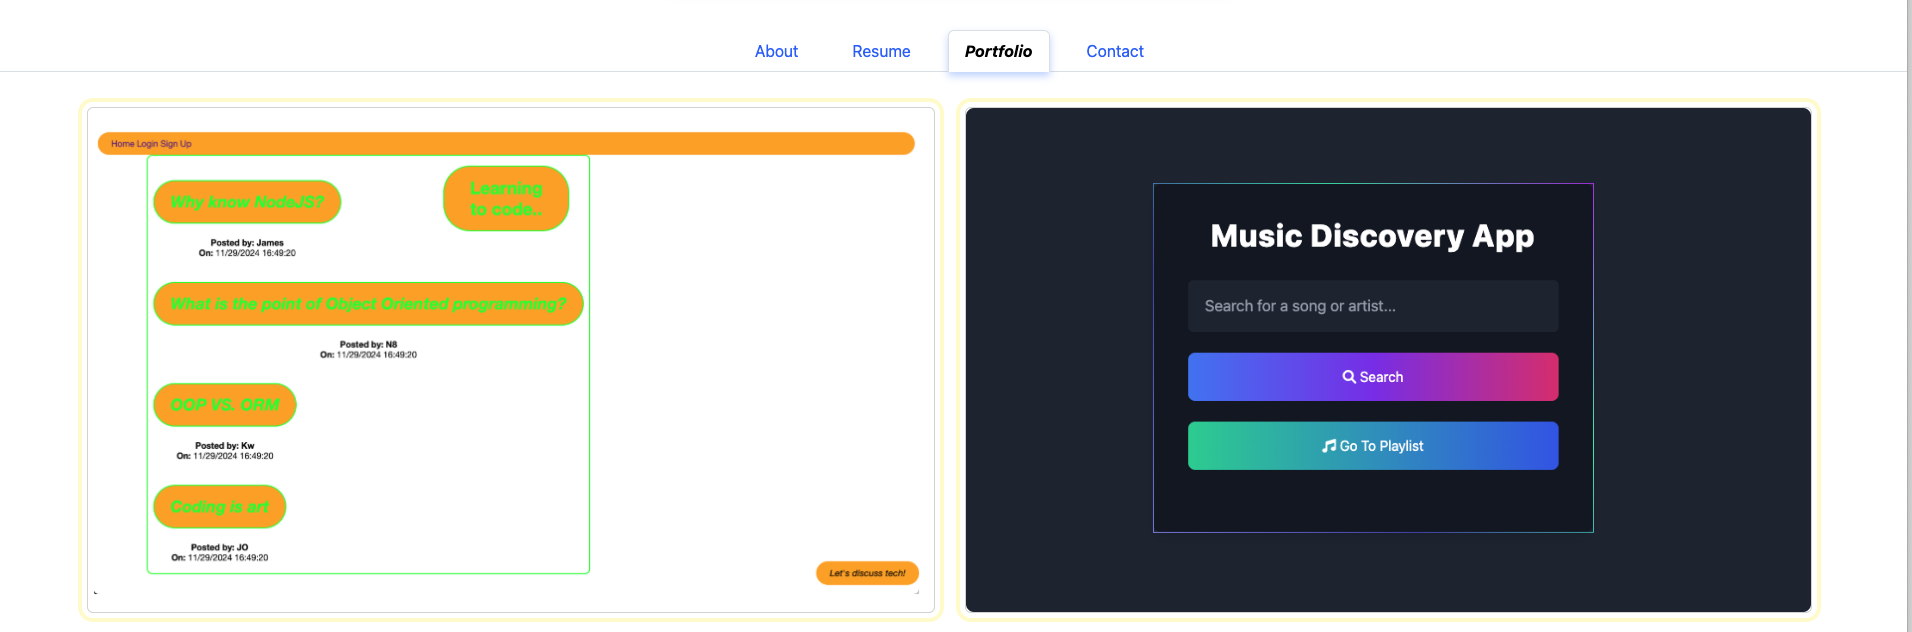 About Resume Portfolio Contact
Home Login Sign Up
Why know NodeJS?
Posted by: James
On: 11/29/2024 16:49:20
Learning
to code..
What is the point of Object Oriented programming?
Posted by: N8
On: 11/29/2024 16:49:20
OOP VS. ORM
Posted by: Kw
On: 11/29/2024 16:49:20
Coding is art
Posted by: JO
On: 11/29/2024 16:49:20
Let's discuss tech!
Music Discovery App
Search for a song or artist...
Search
Go To Playlist